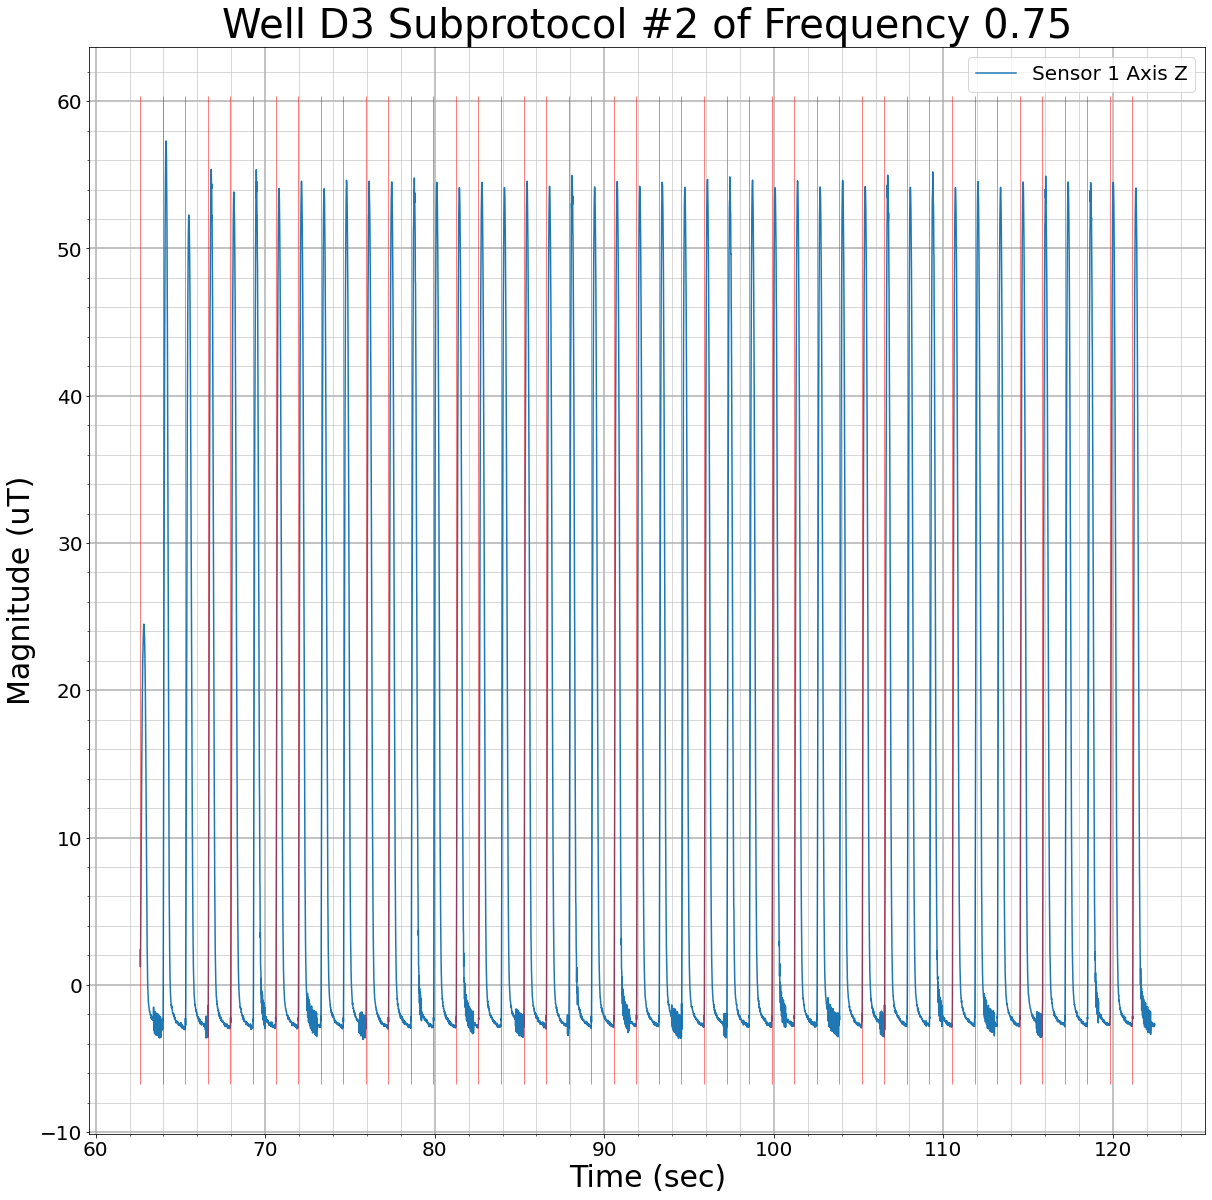 Well D3 Subprotocol #2 of Frequency 0.75
Sensor 1 Axis Z
60
50
40
30
20
10
0
−10
Magnitude (uT)
60 70 80 90 100 110 120
Time (sec)